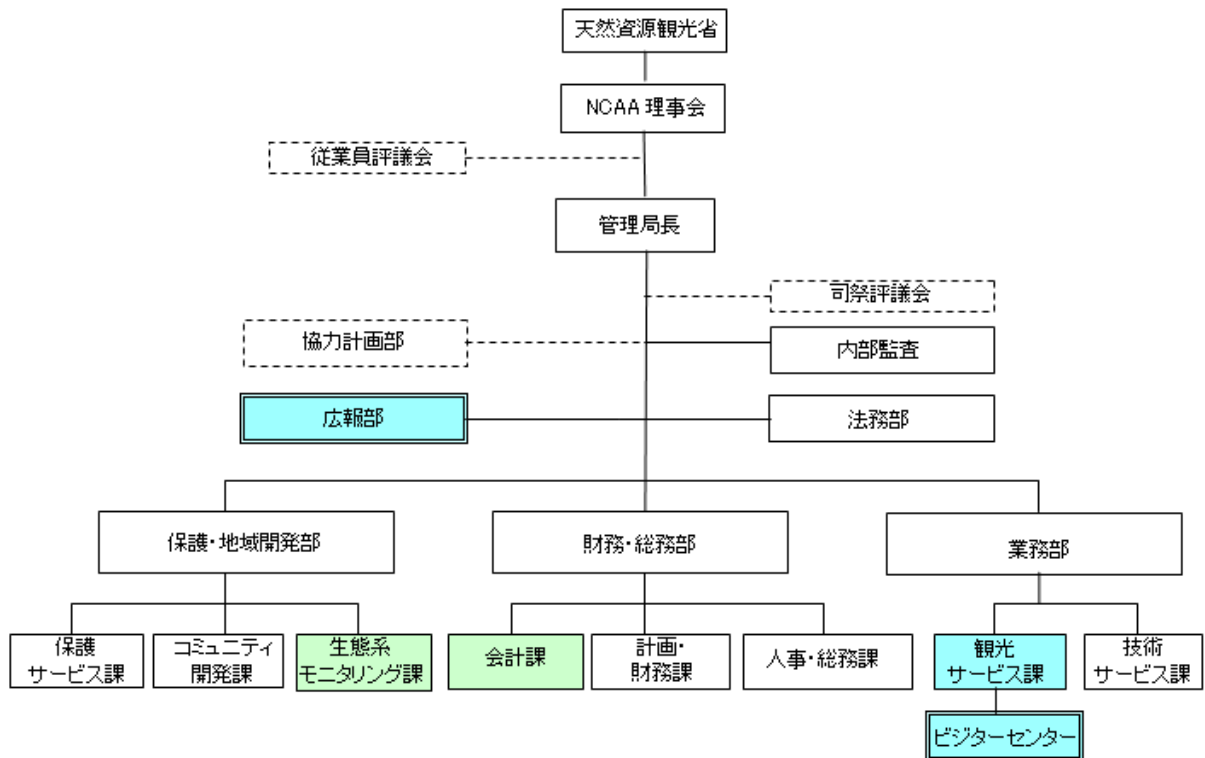 天然資源観光省
NCAA 理事会
従業員評議会
管理局長
司祭評議会
協力計画部
内部監査
広報部
法務部
保護・地域開発部
財務・総務部
業務部
保護
サービス課
コミュニティ
開発課
生態系
モニタリング課
会計課
計画・
財務課
人事・総務課
観光
サービス課
技術
サービス課
ビジターセンター